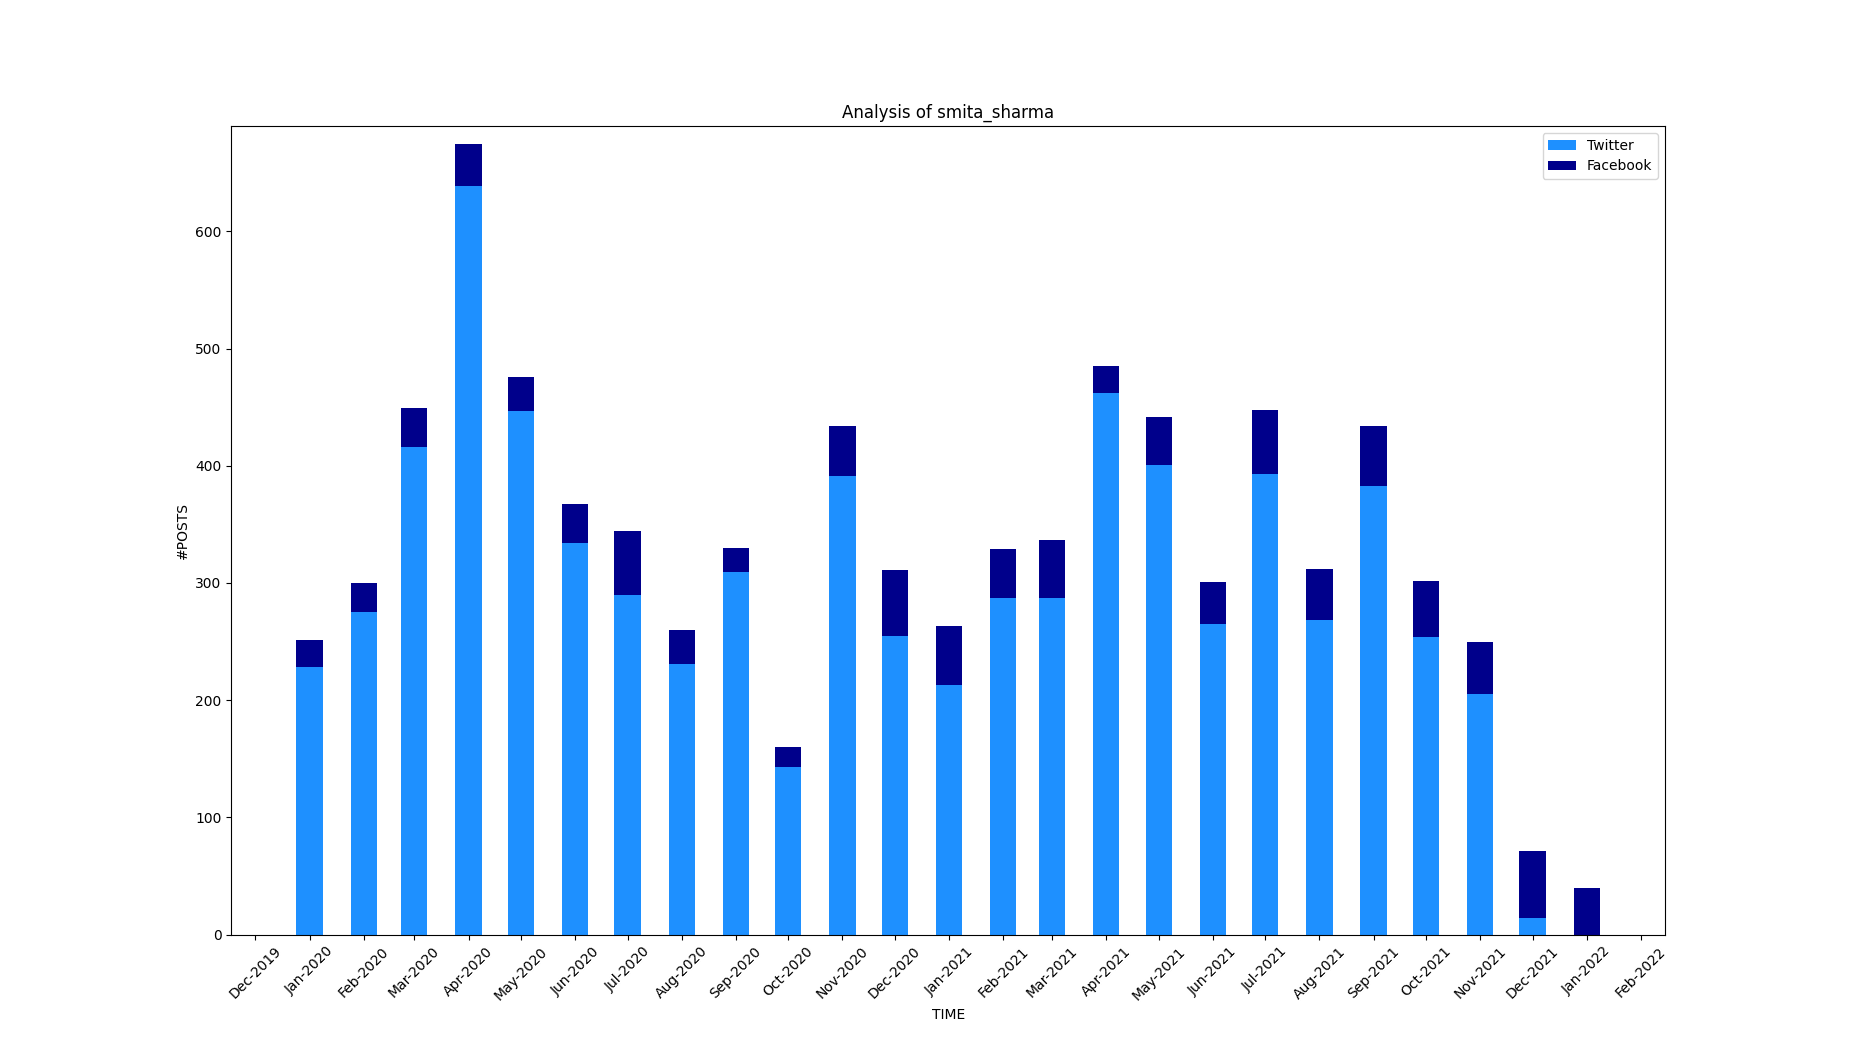 Analysis of smita_sharma
Twitter
Facebook
600
500
400
300
200
100
0
#POSTS
Dec-2019
Jan-2020
Feb-2020
Mar-2020
Apr-2020
May-2020
Jun-2020
Jul-2020
Aug-2020
Sep-2020
Oct-2020
Nov-2020
Dec-2020
Jan-2021
Feb-2021
Mar-2021
Apr-2021
May-2021
Jun-2021
Jul-2021
Aug-2021
Sep-2021
Oct-2021
Nov-2021
Dec-2021
Jan-2022
Feb-2022
TIME